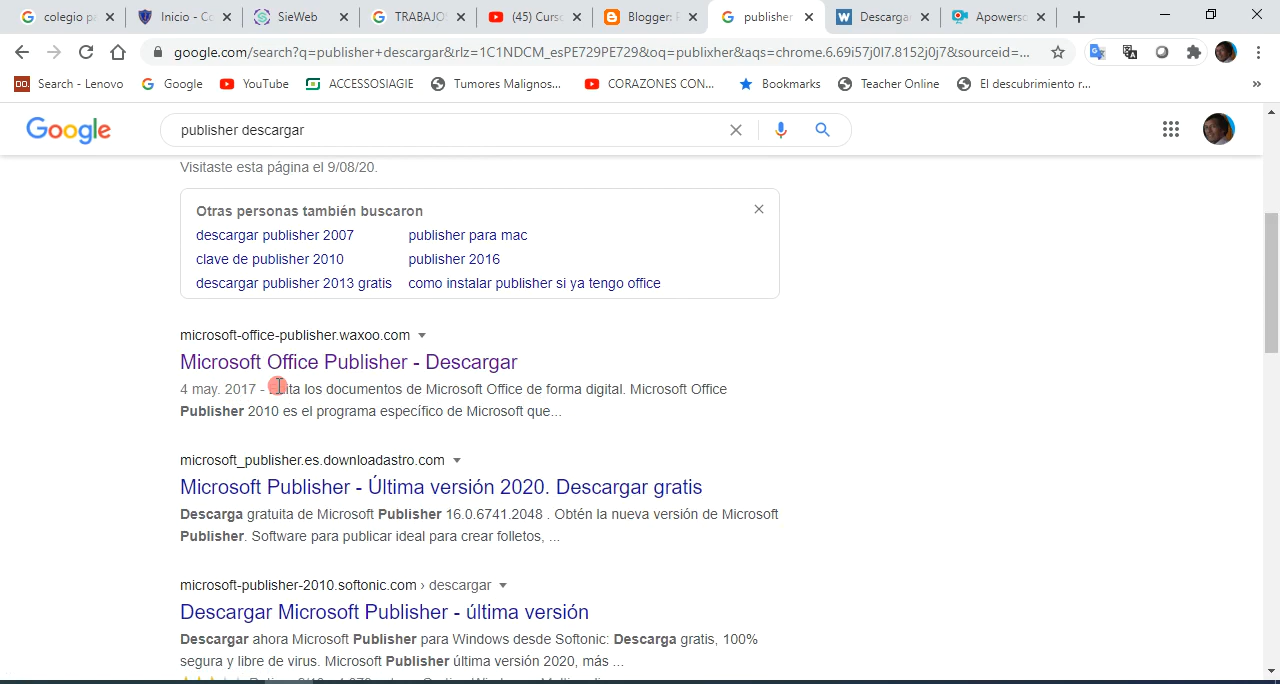 colegio pa
Inicio - Co
SieWeb
TRABAJO
(45) Curso
Blogger: P
publisher
Descargar
Apowerso
google.com/search?q=publisher+descargar&rlz=1C1NDCM_esPE729PE729&oq=publixher&aqs=chrome.6.69i57j0l7.8152j0j7&sourceid=...
DO. Search - Lenovo
Google
YouTube
ACCESSOSIAGIE
Tumores Malignos...
CORAZONES CON...
Bookmarks
Teacher Online
El descubrimiento r...
»
Google
publisher descargar
Visitaste esta página el 9/08/20.
Otras personas también buscaron
descargar publisher 2007 publisher para mac
clave de publisher 2010 publisher 2016
descargar publisher 2013 gratis como instalar publisher si ya tengo office
microsoft-office-publisher.waxoo.com
Microsoft Office Publisher - Descargar
4 may. 2017 - los documentos de Microsoft Office de forma digital. Microsoft Office
Publisher 2010 es el programa específico de Microsoft que...
microsoft_publisher.es.downloadastro.com
Microsoft Publisher - Última versión 2020. Descargar gratis
Descarga gratuita de Microsoft Publisher 16.0.6741.2048 . Obtén la nueva versión de Microsoft
Publisher. Software para publicar ideal para crear folletos, ...
microsoft-publisher-2010.softonic.com › descargar
Descargar Microsoft Publisher - última versión
Descargar ahora Microsoft Publisher para Windows desde Softonic: Descarga gratis, 100%
segura y libre de virus. Microsoft Publisher última versión 2020, más ...